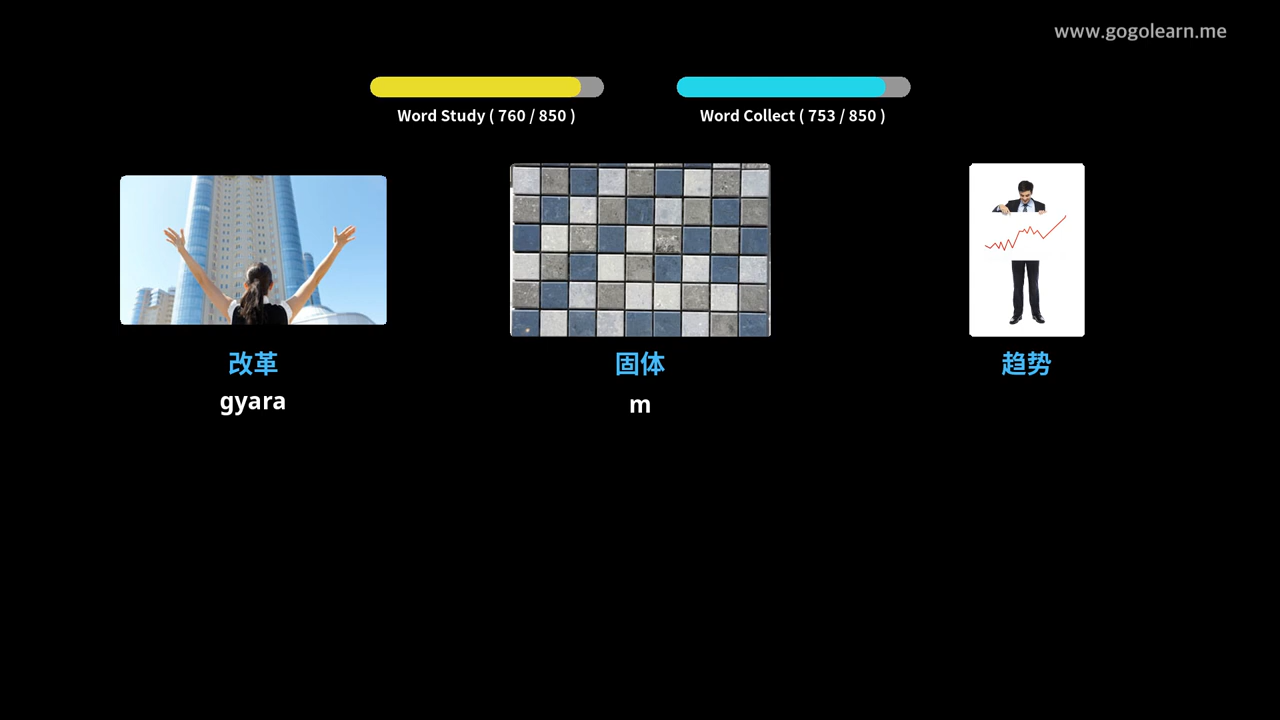 www.gogolearn.me
Word Study ( 760 / 850 )
Word Collect ( 753 / 850 )
改革
固体
趋势
gyara
m